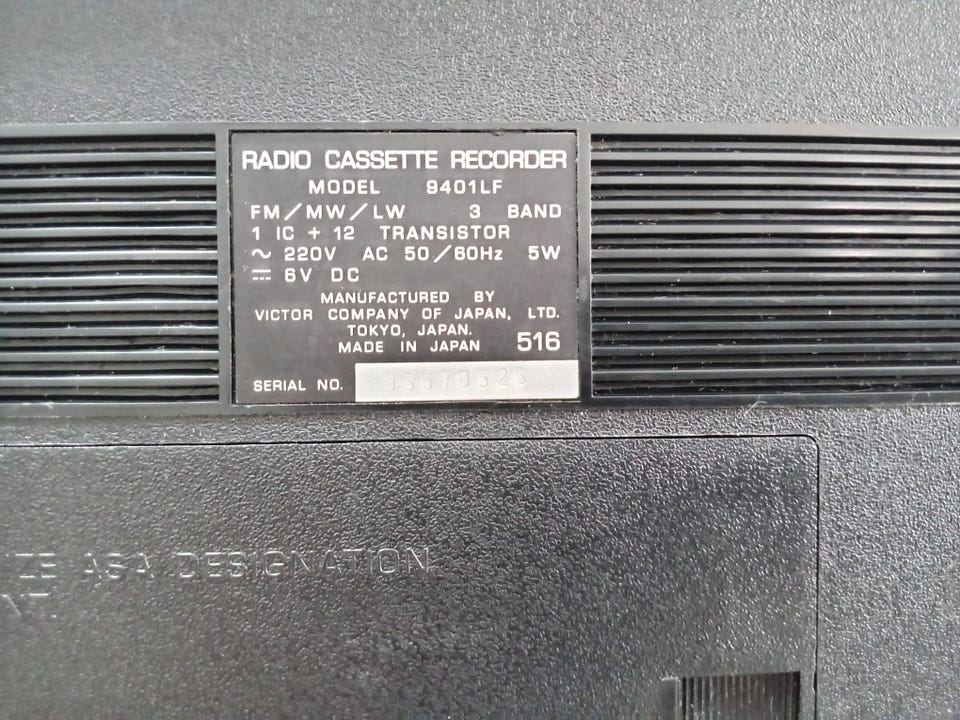 RADIO CASSETTE RECORDER
MODEL 9401LF
FM/MW/LW 3 BAND
1 IC + 12 TRANSISTOR
~ 220V AC 50/60Hz 5W
⎓ 6V DC
MANUFACTURED BY
VICTOR COMPANY OF JAPAN, LTD.
TOKYO, JAPAN.
MADE IN JAPAN 516
SERIAL NO.
ZE ASA DESIGNATION
NT.